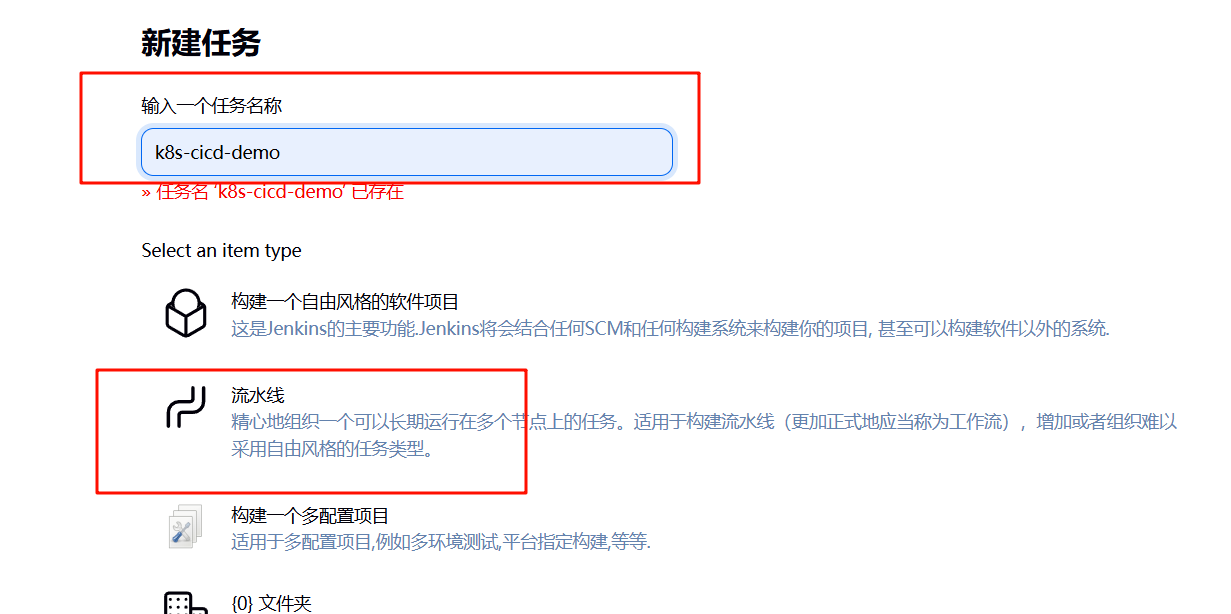 新建任务
输入一个任务名称
k8s-cicd-demo
» 任务名 ‘k8s-cicd-demo’ 已存在
Select an item type
构建一个自由风格的软件项目
这是Jenkins的主要功能.Jenkins将会结合任何SCM和任何构建系统来构建你的项目, 甚至可以构建软件以外的系统.
流水线
精心地组织一个可以长期运行在多个节点上的任务。适用于构建流水线（更加正式地应当称为工作流），增加或者组织难以
采用自由风格的任务类型。
构建一个多配置项目
适用于多配置项目,例如多环境测试,平台指定构建,等等.
{0} 文件夹